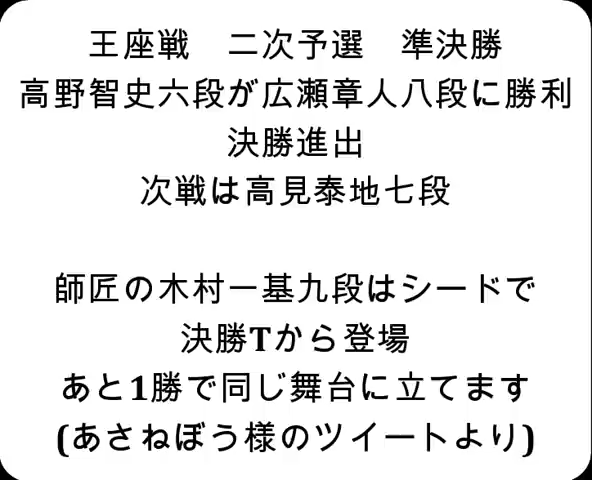 王座戦　二次予選　準決勝
高野智史六段が広瀬章人八段に勝利
決勝進出
次戦は高見泰地七段
師匠の木村一基九段はシードで
決勝Tから登場
あと1勝で同じ舞台に立てます
(あさねぼう様のツイートより)